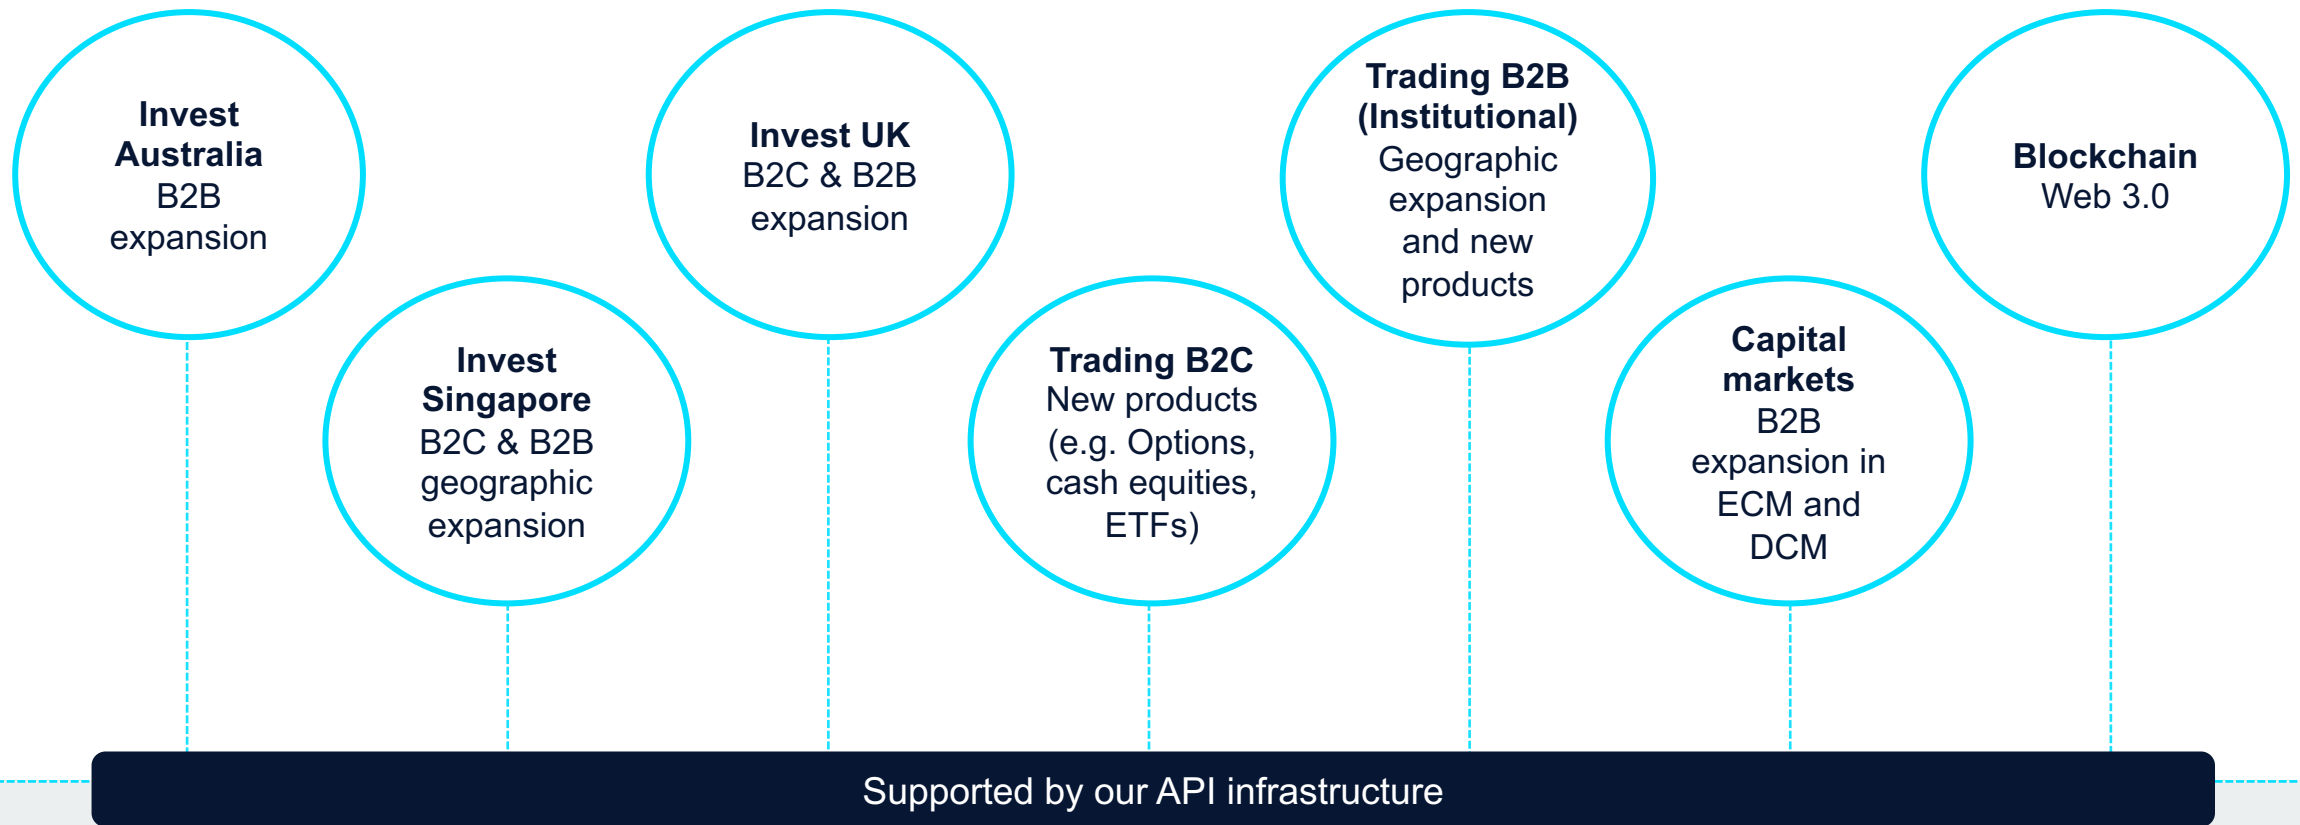 Invest
Australia
B2B
expansion
Invest
Singapore
B2C & B2B
geographic
expansion
Invest UK
B2C & B2B
expansion
Trading B2C
New products
(e.g. Options,
cash equities,
ETFs)
Trading B2B
(Institutional)
Geographic
expansion
and new
products
Capital
markets
B2B
expansion in
ECM and
DCM
Blockchain
Web 3.0
Supported by our API infrastructure